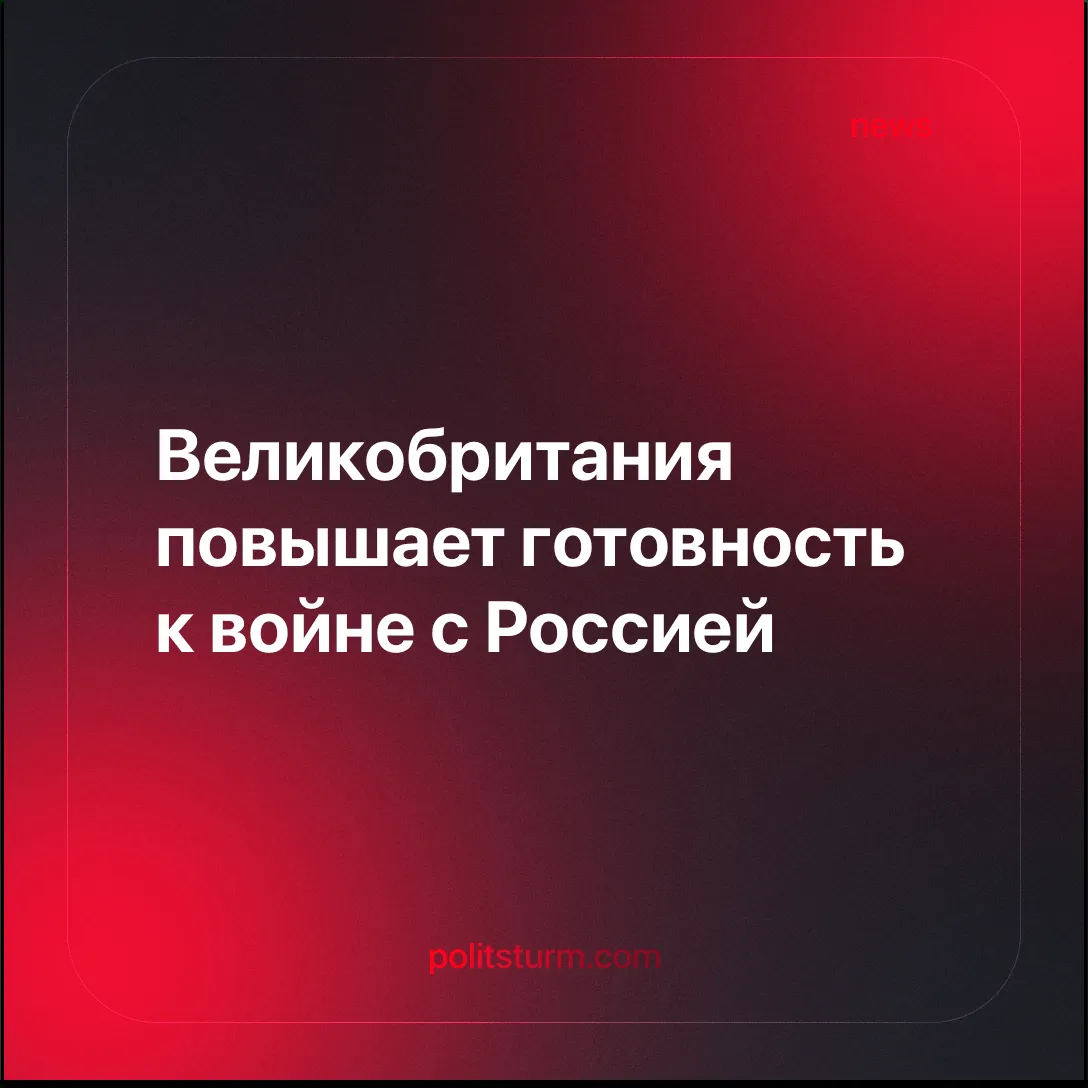 news
Великобритания
повышает готовность
к войне с Россией
politsturm.com